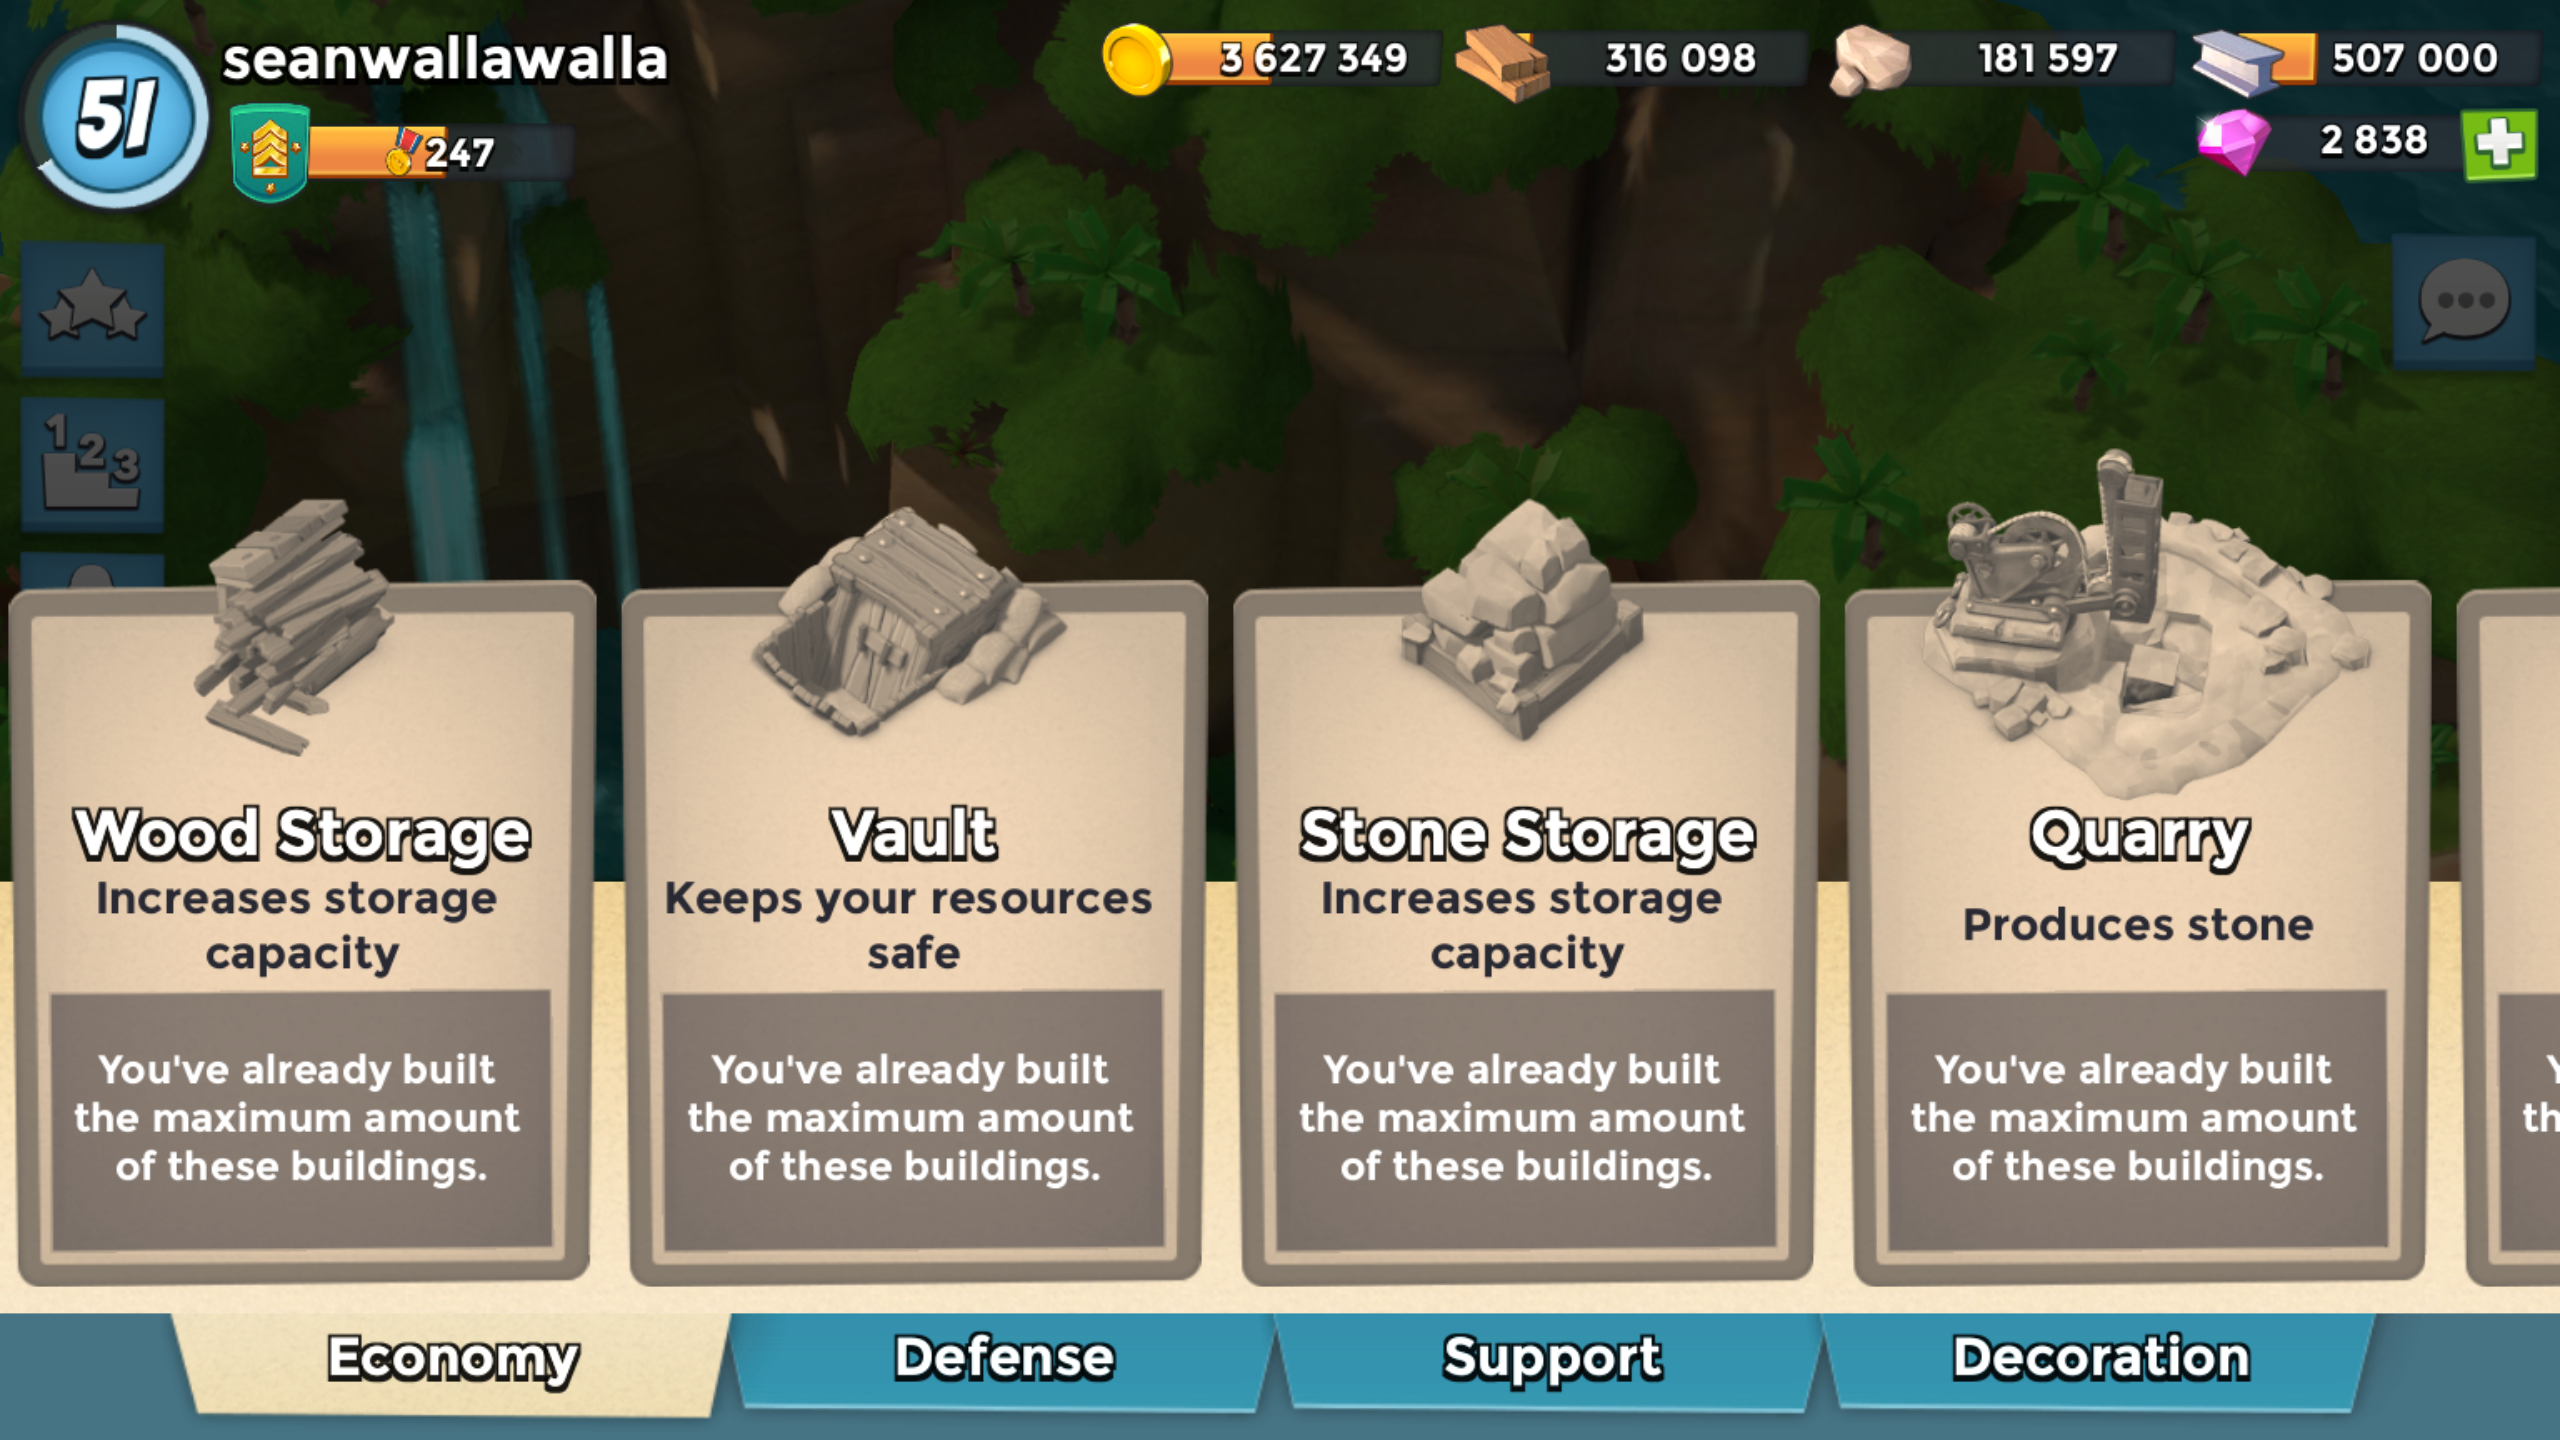 51
seanwallawalla
247
3 627 349
316 098
181 597
507 000
2 838
1 2 3
Wood Storage
Increases storage
capacity
You've already built
the maximum amount
of these buildings.
Vault
Keeps your resources
safe
You've already built
the maximum amount
of these buildings.
Stone Storage
Increases storage
capacity
You've already built
the maximum amount
of these buildings.
Quarry
Produces stone
You've already built
the maximum amount
of these buildings.
Economy
Defense
Support
Decoration